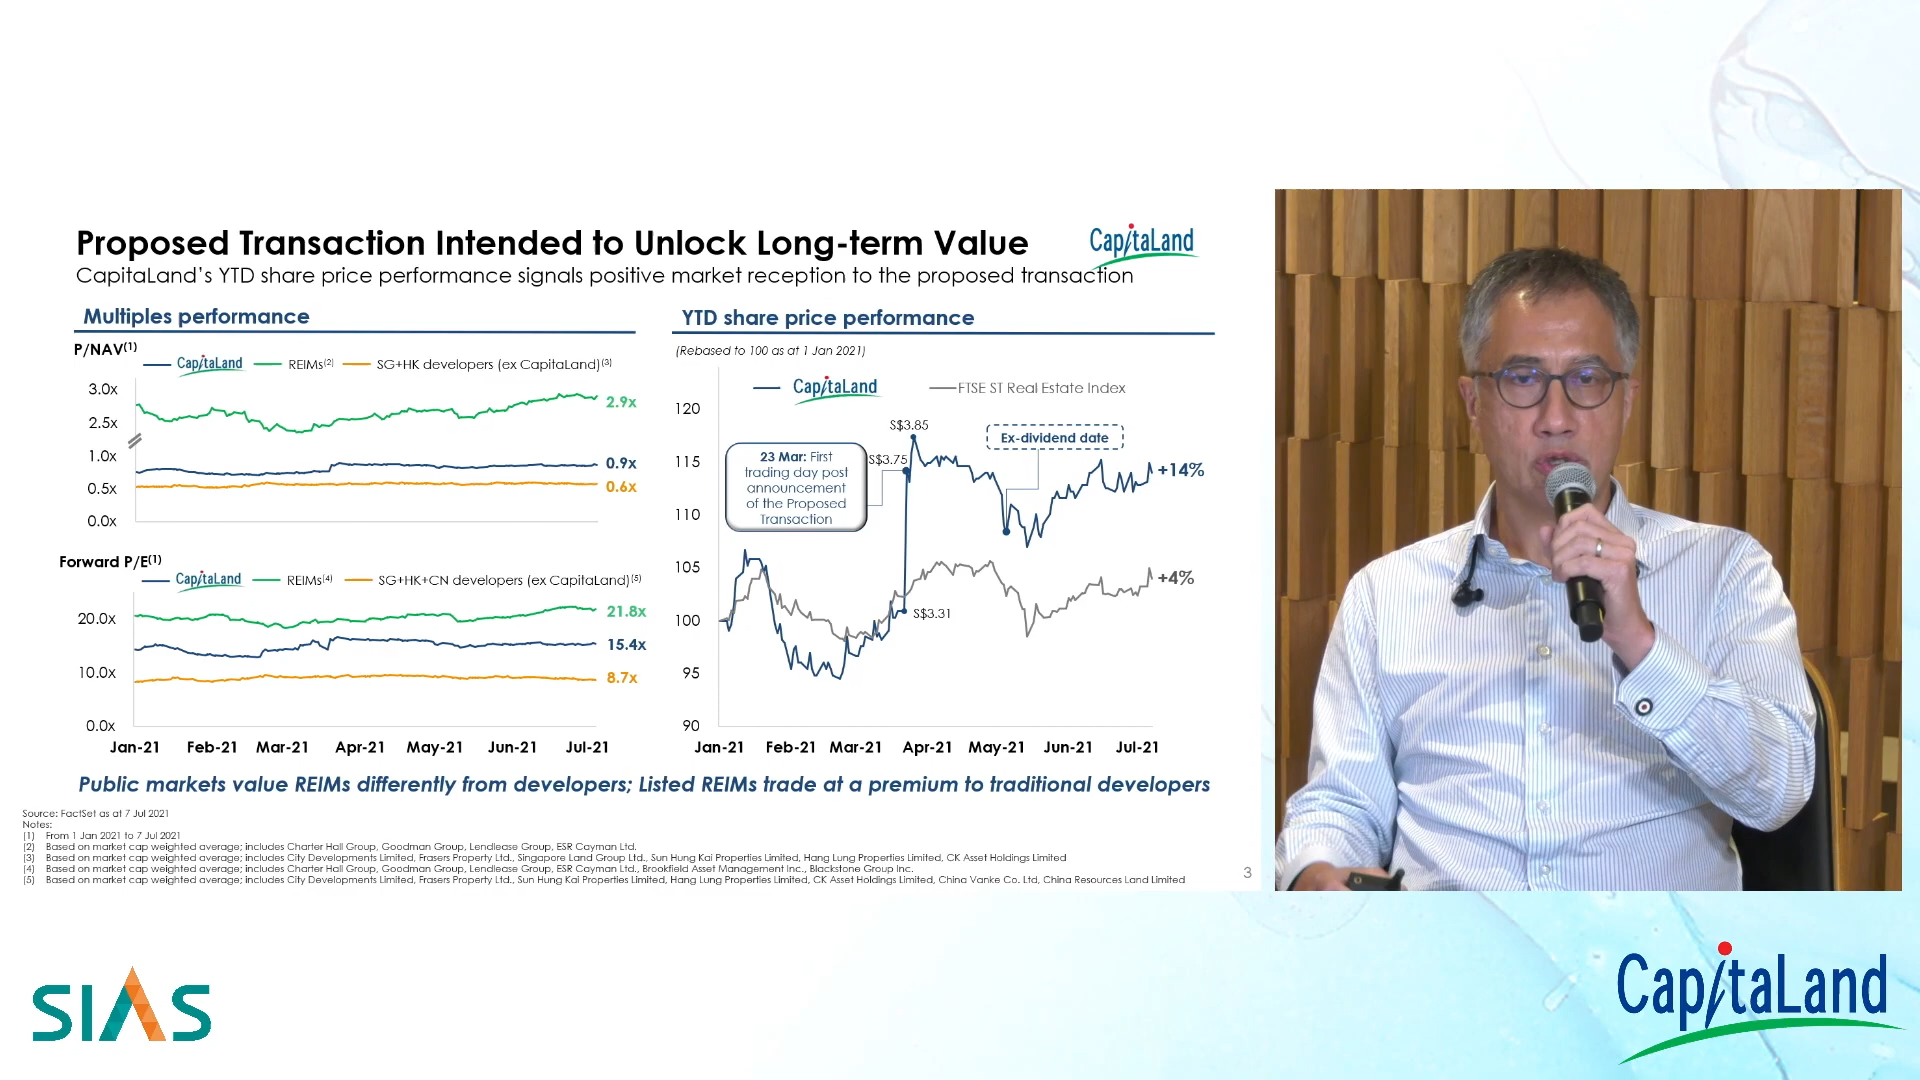 Proposed Transaction Intended to Unlock Long-term Value
CapitaLand
CapitaLand's YTD share price performance signals positive market reception to the proposed transaction
Multiples performance
P/NAV(1)
CapitaLand
REIMs(2)
SG+HK developers (ex CapitaLand)(3)
3.0x
2.5x
1.0x
0.5x
0.0x
2.9x
0.9x
0.6x
Forward P/E(1)
CapitaLand
REIMs(4)
SG+HK+CN developers (ex CapitaLand)(5)
20.0x
10.0x
0.0x
21.8x
15.4x
8.7x
Jan-21 Feb-21 Mar-21 Apr-21 May-21 Jun-21 Jul-21
YTD share price performance
(Rebased to 100 as at 1 Jan 2021)
CapitaLand
FTSE ST Real Estate Index
120
115
110
105
100
95
90
S$3.85
S$3.75
23 Mar: First
trading day post
announcement
of the Proposed
Transaction
Ex-dividend date
S$3.31
+14%
+4%
Jan-21 Feb-21 Mar-21 Apr-21 May-21 Jun-21 Jul-21
Public markets value REIMs differently from developers; Listed REIMs trade at a premium to traditional developers
Source: FactSet as at 7 Jul 2021
Notes:
(1) From 1 Jan 2021 to 7 Jul 2021
(2) Based on market cap weighted average; includes Charter Hall Group, Goodman Group, Lendlease Group, ESR Cayman Ltd.
(3) Based on market cap weighted average; includes City Developments Limited, Frasers Property Ltd., Singapore Land Group Ltd., Sun Hung Kai Properties Limited, Hang Lung Properties Limited, CK Asset Holdings Limited
(4) Based on market cap weighted average; includes Charter Hall Group, Goodman Group, Lendlease Group, ESR Cayman Ltd., Brookfield Asset Management Inc., Blackstone Group Inc.
(5) Based on market cap weighted average; includes City Developments Limited, Frasers Property Ltd., Sun Hung Kai Properties Limited, Hang Lung Properties Limited, CK Asset Holdings Limited, China Vanke Co. Ltd, China Resources Land Limited
3
SIAS
CapitaLand